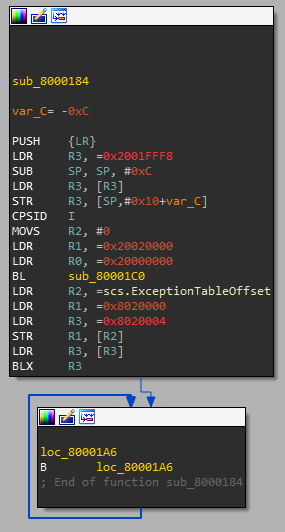 sub_8000184
var_C= -0xC
PUSH {LR}
LDR R3, =0x2001FFF8
SUB SP, SP, #0xC
LDR R3, [R3]
STR R3, [SP,#0x10+var_C]
CPSID I
MOVS R2, #0
LDR R1, =0x20020000
LDR R0, =0x20000000
BL sub_80001C0
LDR R2, =scs.ExceptionTableOffset
LDR R1, =0x8020000
LDR R3, =0x8020004
STR R1, [R2]
LDR R3, [R3]
BLX R3
loc_80001A6
B loc_80001A6
; End of function sub_8000184